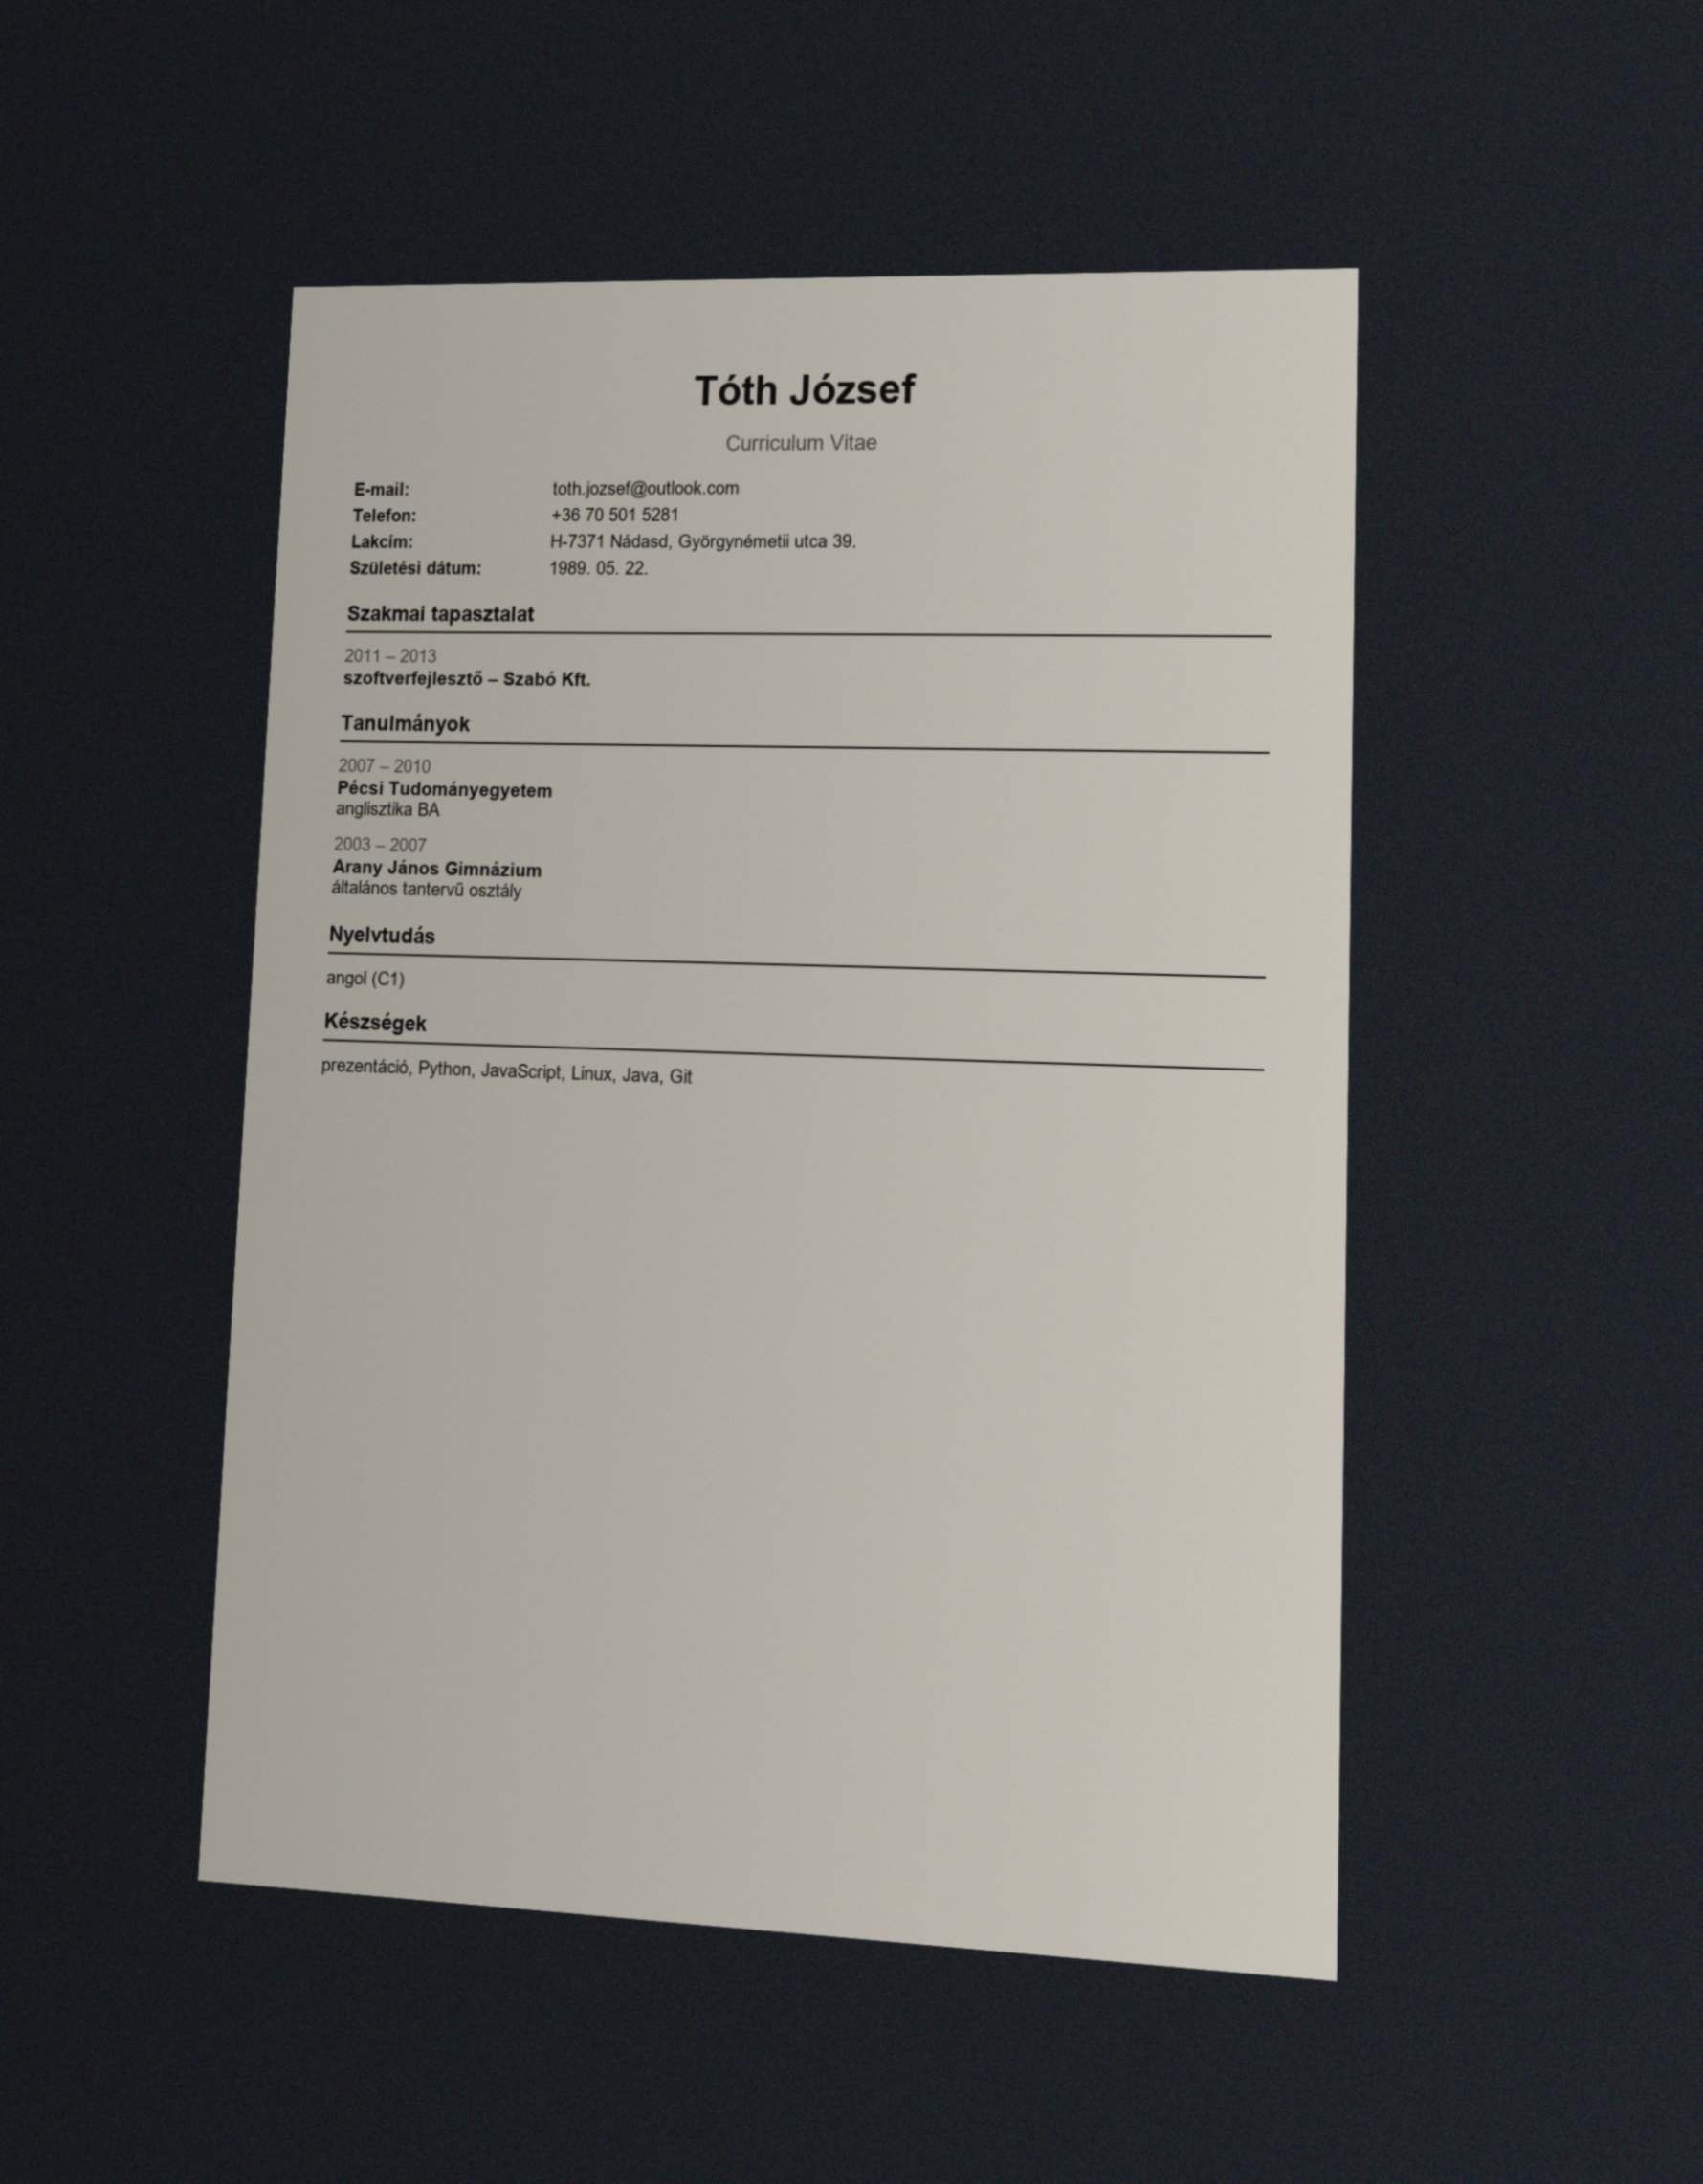 Tóth József
Curriculum Vitae
E-mail: toth.jozsef@outlook.com
Telefon: +36 70 501 5281
Lakcím: H-7371 Nádasd, Györgynémetii utca 39.
Születési dátum: 1989. 05. 22.
Szakmai tapasztalat
2011 – 2013
szoftverfejlesztő – Szabó Kft.
Tanulmányok
2007 – 2010
Pécsi Tudományegyetem
anglisztika BA
2003 – 2007
Arany János Gimnázium
általános tantervű osztály
Nyelvtudás
angol (C1)
Készségek
prezentáció, Python, JavaScript, Linux, Java, Git